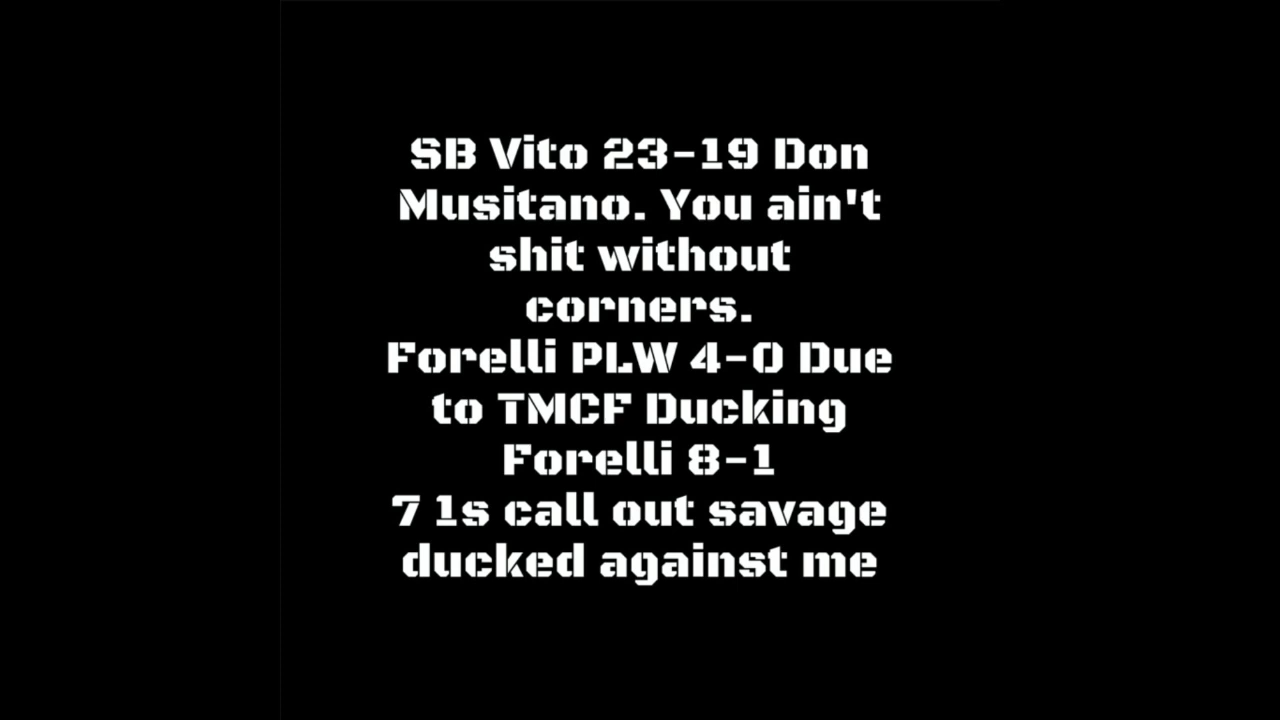 SB Vito 23-19 Don
Musitano. You ain't
shit without
corners.
Forelli PLW 4-0 Due
to TMCF Ducking
Forelli 8-1
7 1s call out savage
ducked against me